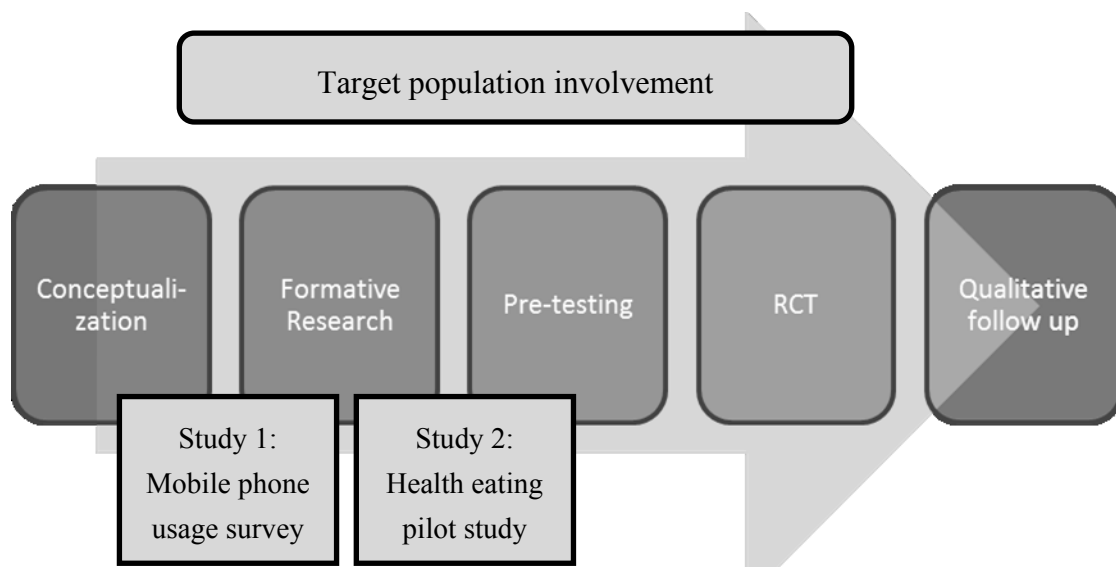 Target population involvement
Conceptuali-
zation
Formative
Research
Pre-testing
RCT
Qualitative
follow up
Study 1:
Mobile phone
usage survey
Study 2:
Health eating
pilot study